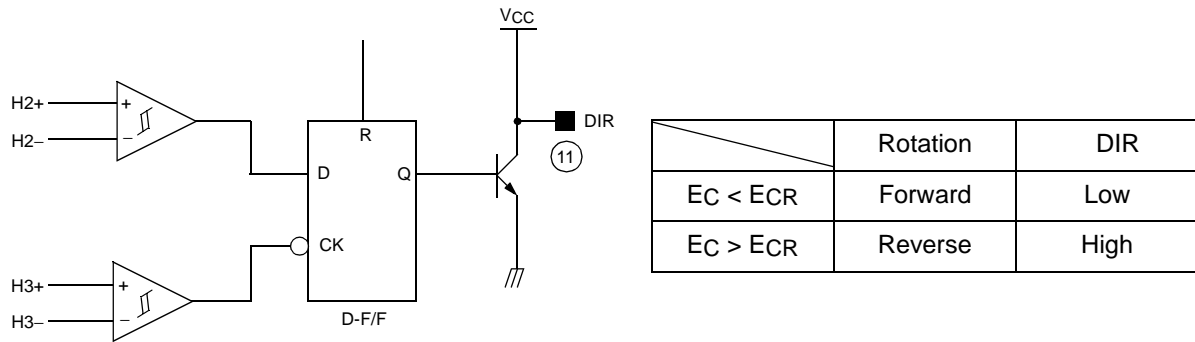 VCC
H2+
H2−
+
−
R
D
Q
DIR
11
CK
H3+
H3−
+
−
D-F/F
Rotation DIR
EC < ECR Forward Low
EC > ECR Reverse High